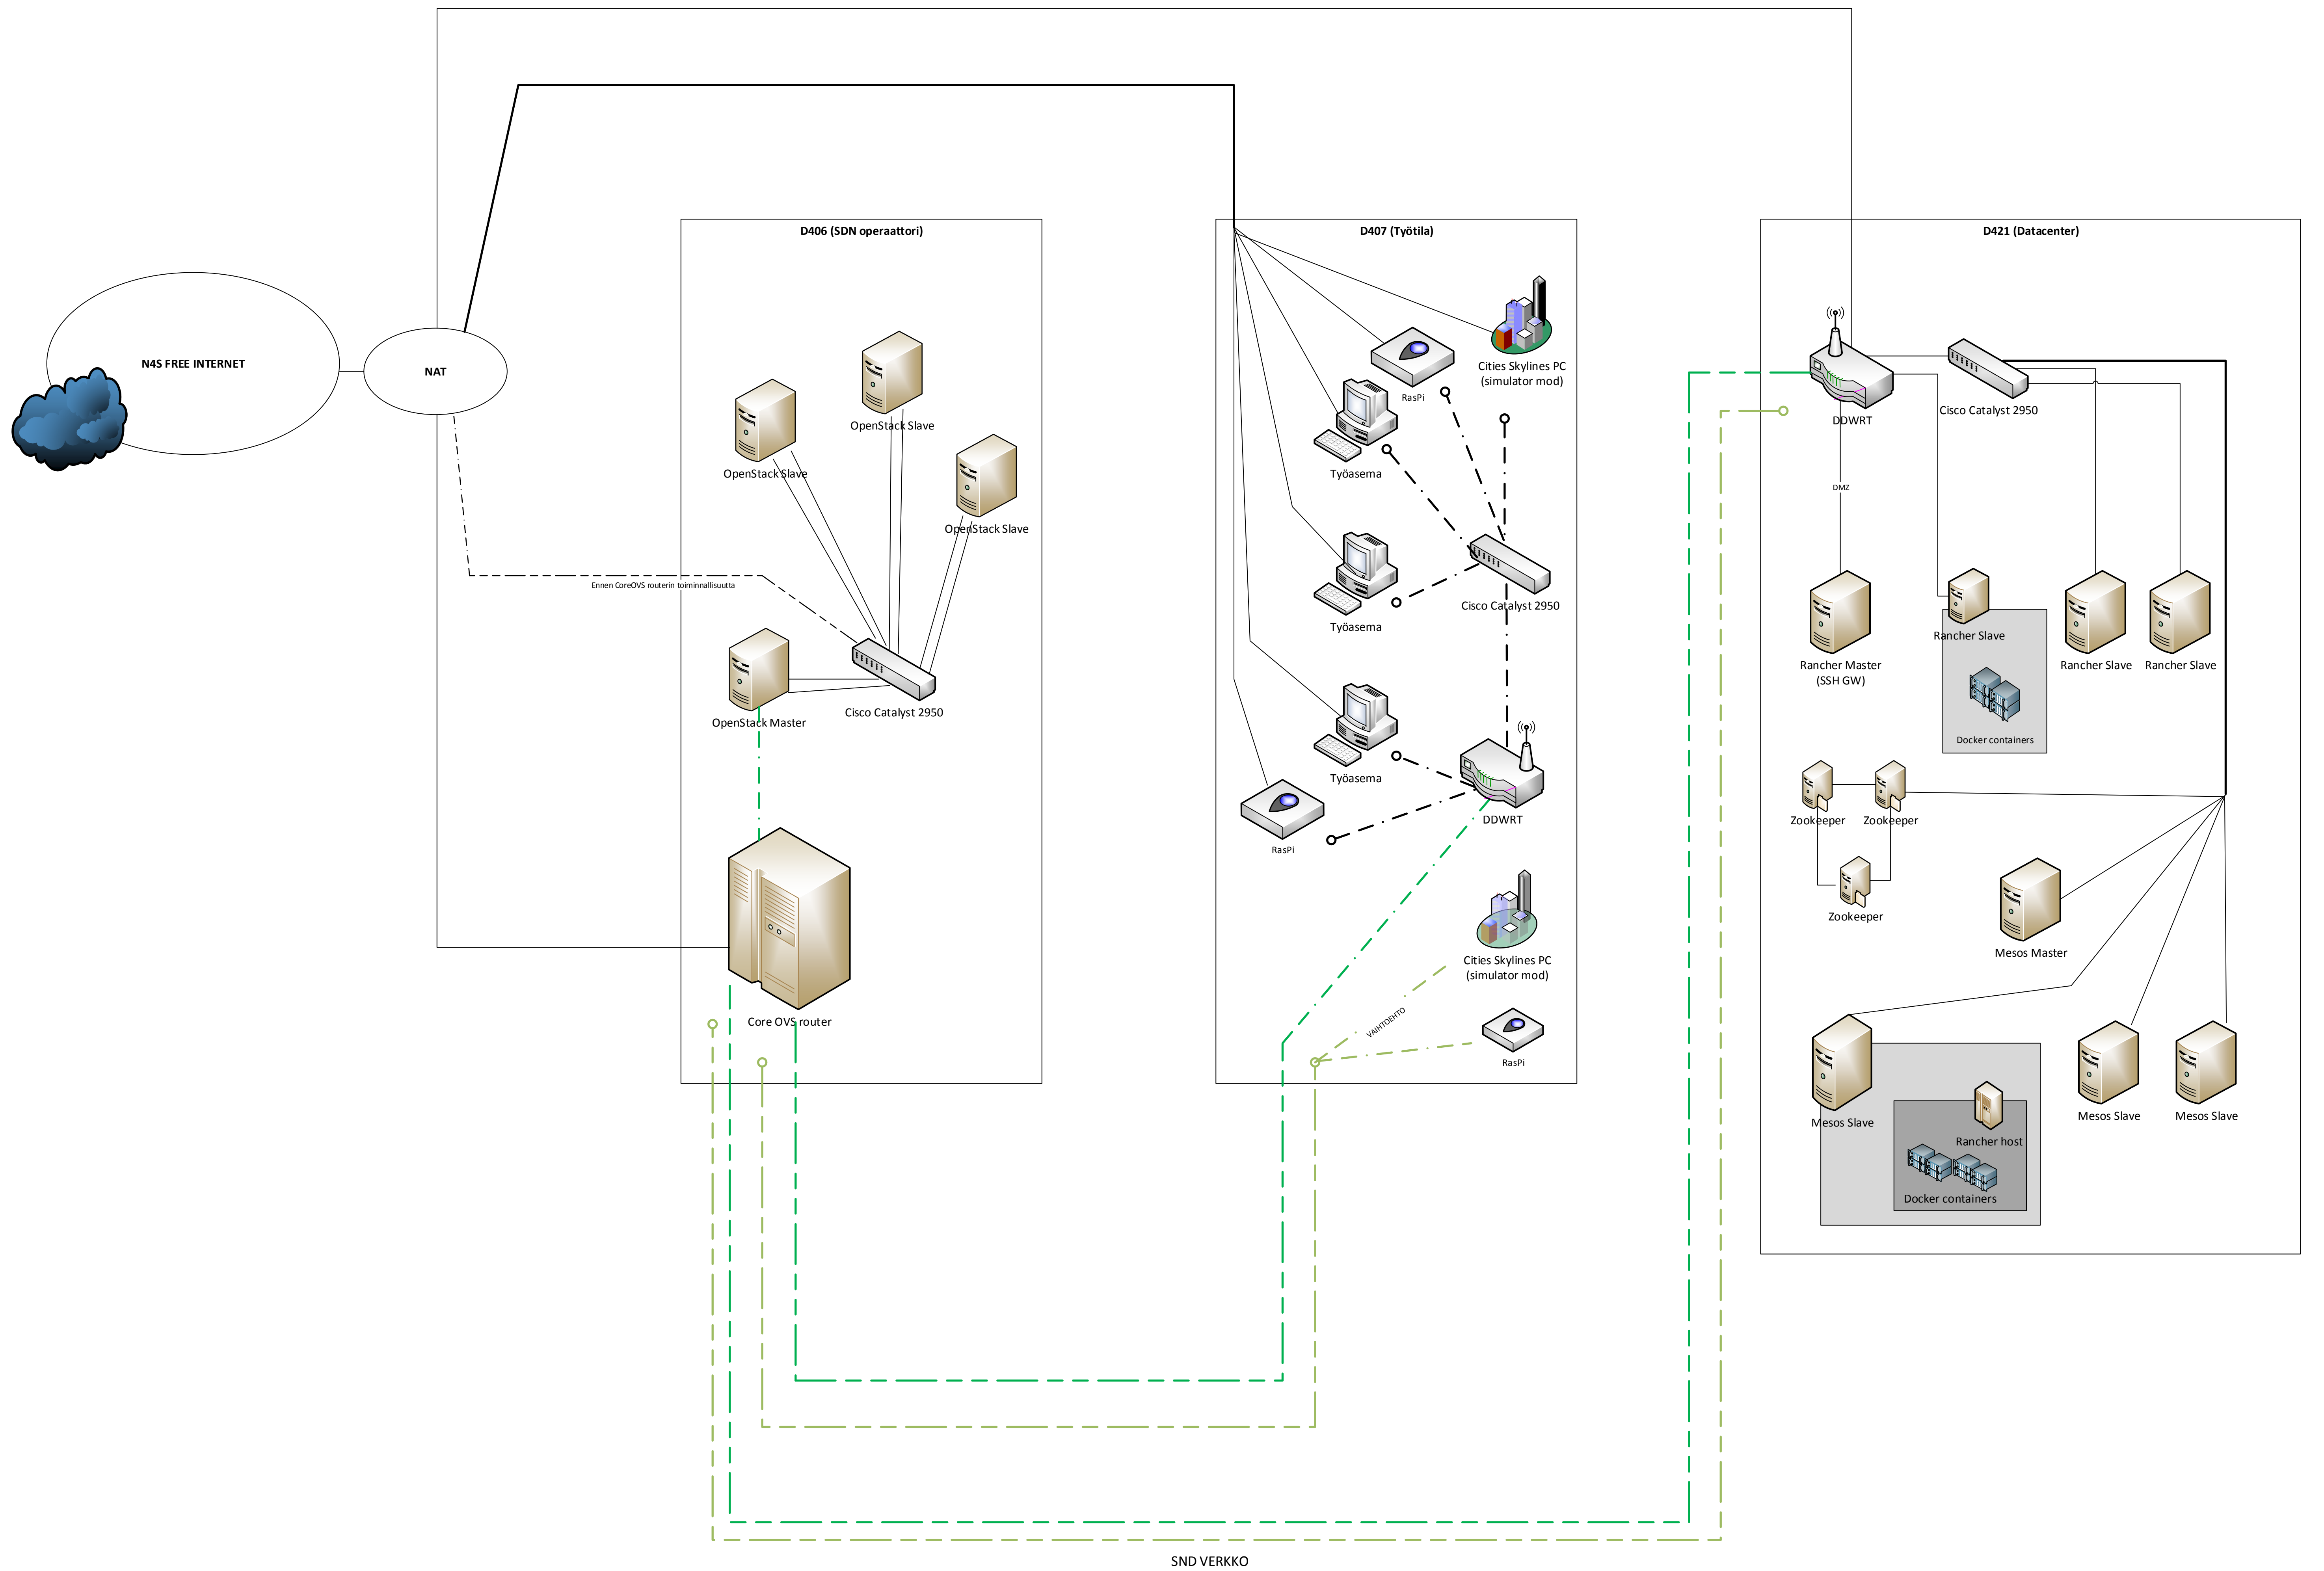 N4S FREE INTERNET
NAT
D406 (SDN operaattori)
OpenStack Slave
OpenStack Slave
OpenStack Slave
Ennen CoreOVS routerin toiminnallisuutta
OpenStack Master
Cisco Catalyst 2950
Core OVS router
D407 (Työtila)
Cities Skylines PC
(simulator mod)
RasPi
Työasema
Työasema
Cisco Catalyst 2950
Työasema
DDWRT
RasPi
Cities Skylines PC
(simulator mod)
VAIHTOEHTO
RasPi
D421 (Datacenter)
DDWRT
Cisco Catalyst 2950
DMZ
Rancher Master
(SSH GW)
Rancher Slave
Rancher Slave
Rancher Slave
Docker containers
Zookeeper
Zookeeper
Zookeeper
Mesos Master
Mesos Slave
Mesos Slave
Mesos Slave
Rancher host
Docker containers
SND VERKKO